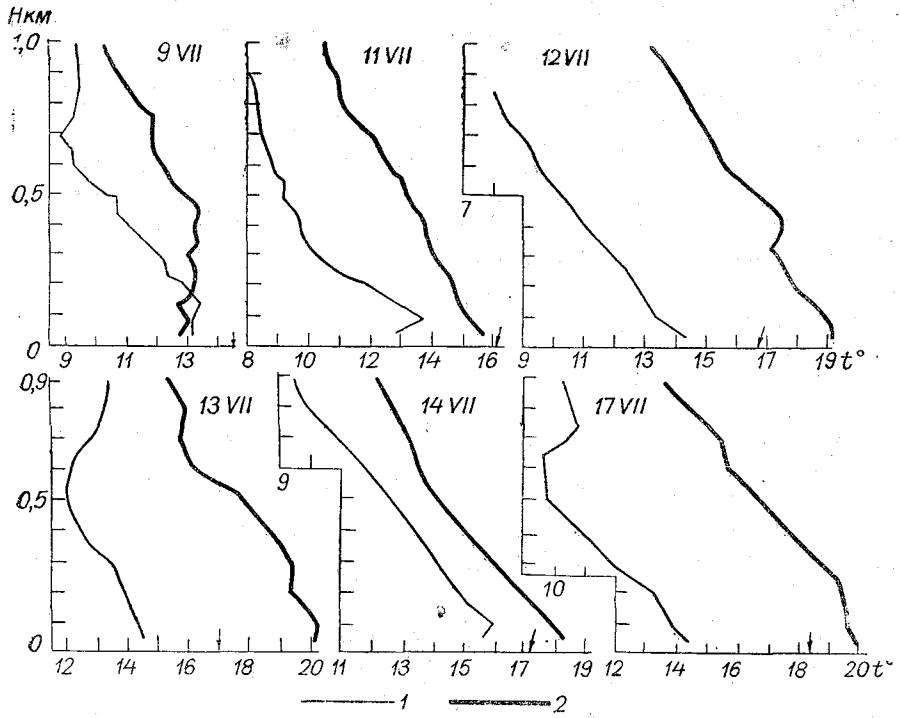 Нкм
1,0
9 VII
11 VII
12 VII
0,5
7
0
9 11 13
8 10 12 14 16
9 11 13 15 17 19 t°
0,9
13 VII
14 VII
17 VII
9
0,5
10
0
12 14 16 18 20
11 13 15 17 19
12 14 16 18 20 t°
1 2